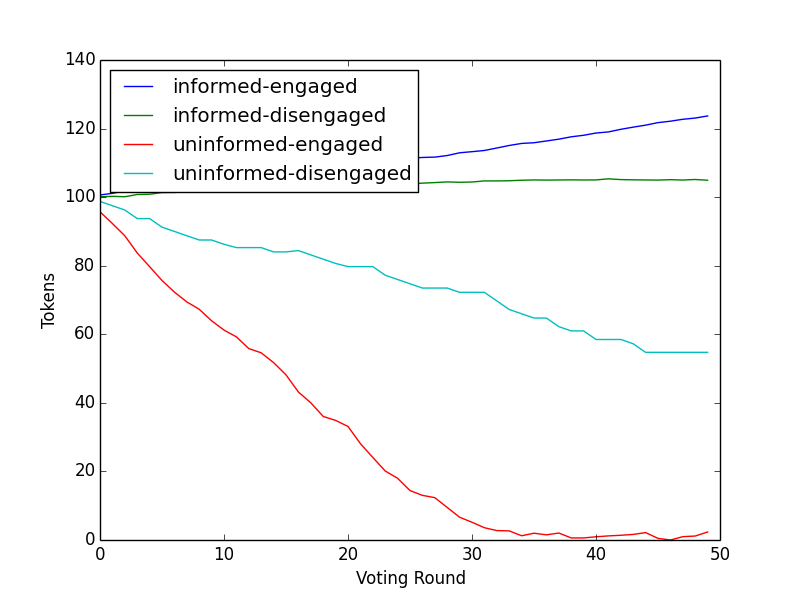 140
120
100
80
60
40
20
0
informed-engaged
informed-disengaged
uninformed-engaged
uninformed-disengaged
Tokens
0 10 20 30 40 50
Voting Round